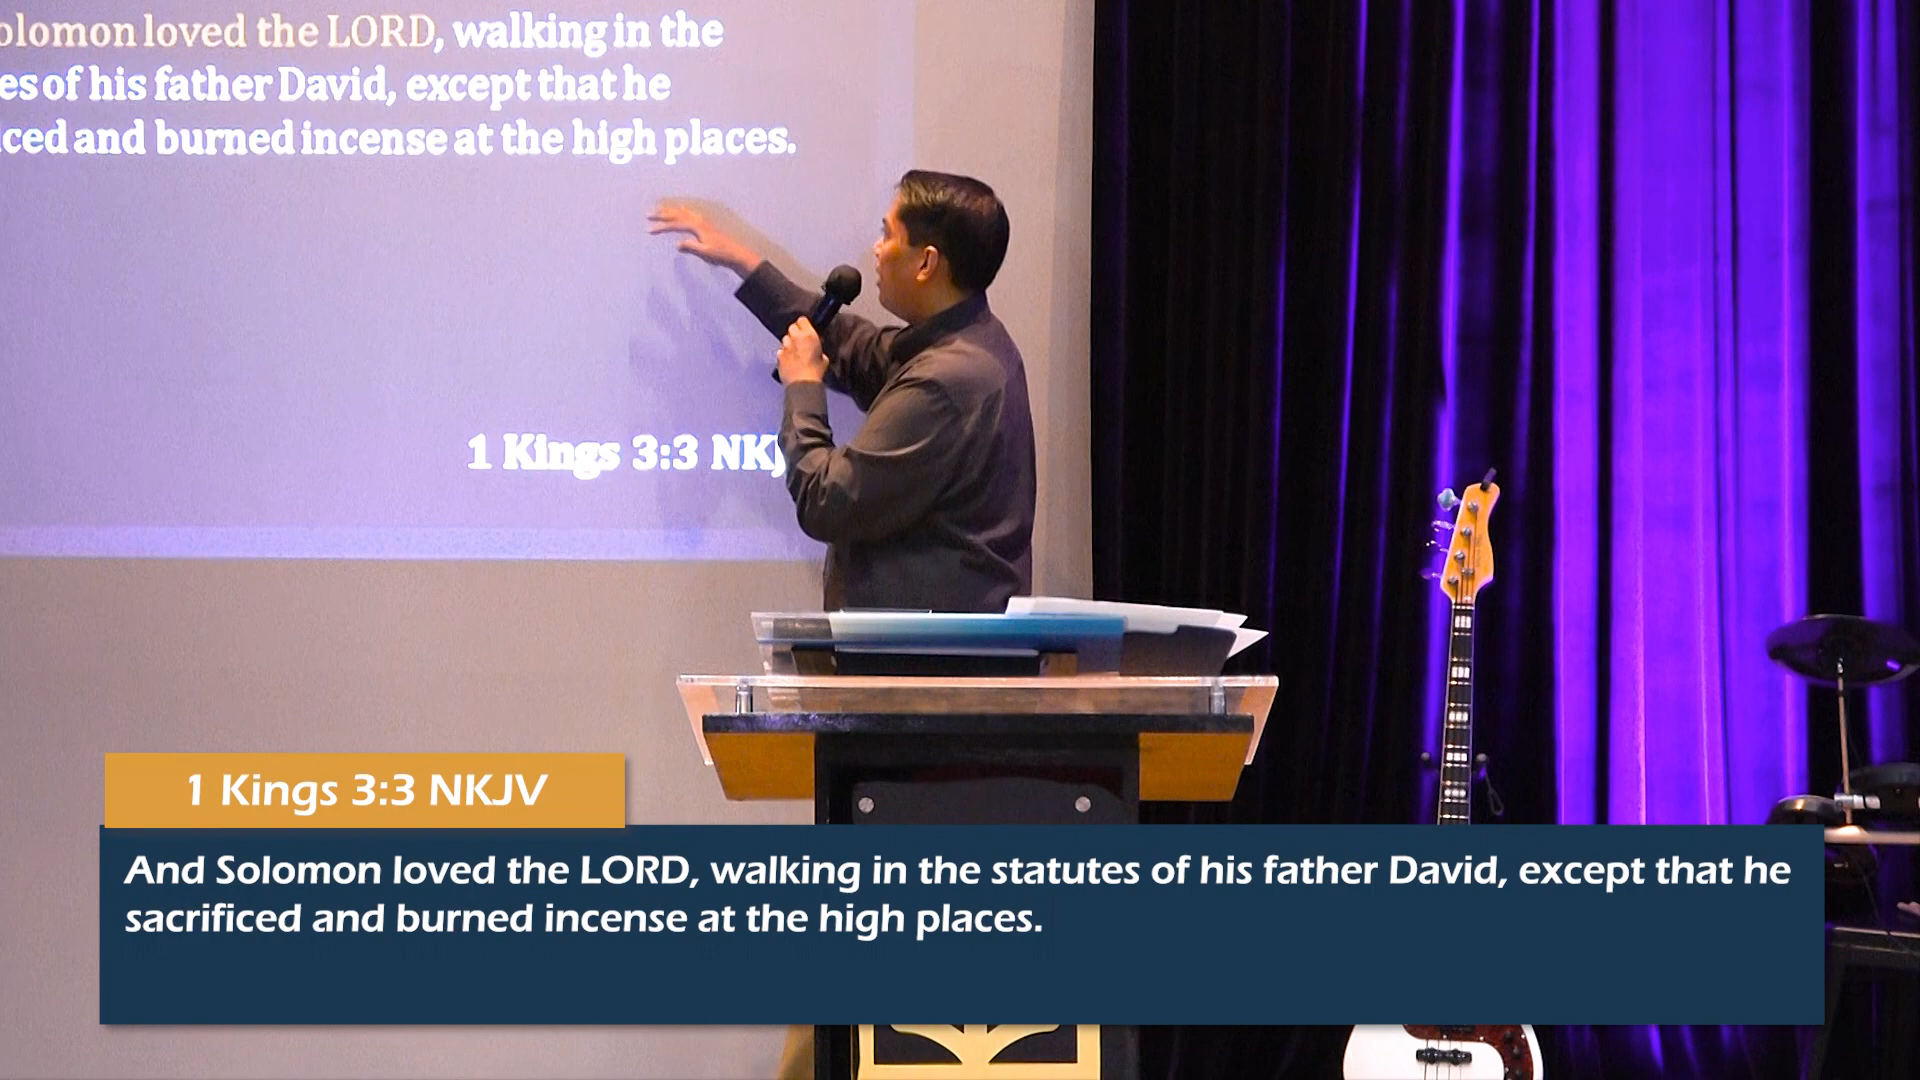 olomon loved the LORD, walking in the
es of his father David, except that he
iced and burned incense at the high places.
1 Kings 3:3 NKJ
1 Kings 3:3 NKJV
And Solomon loved the LORD, walking in the statutes of his father David, except that he
sacrificed and burned incense at the high places.